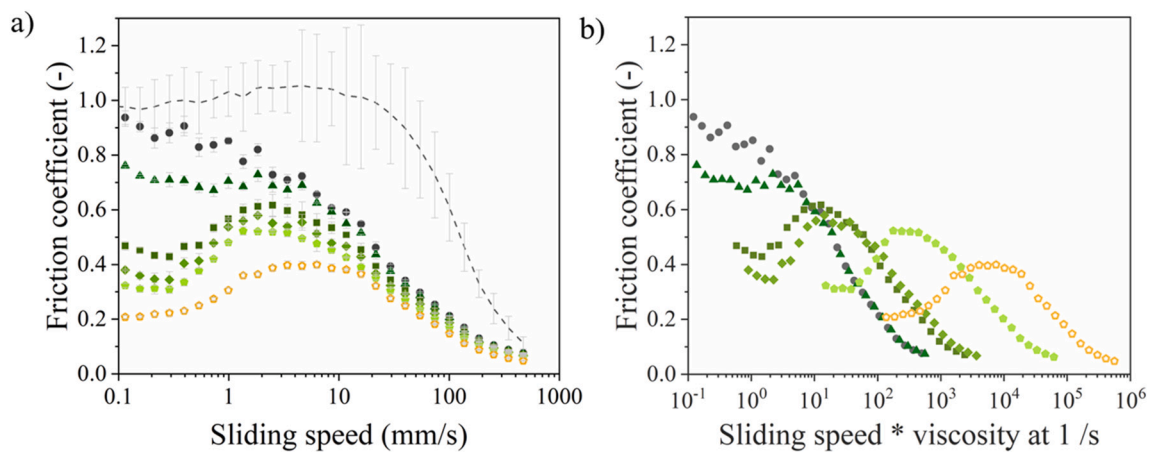 a)
Friction coefficient (-)
1.2
1.0
0.8
0.6
0.4
0.2
0.0
0.1 1 10 100 1000
Sliding speed (mm/s)
b)
Friction coefficient (-)
1.2
1.0
0.8
0.6
0.4
0.2
0.0
10⁻¹ 10⁰ 10¹ 10² 10³ 10⁴ 10⁵ 10⁶
Sliding speed * viscosity at 1 /s